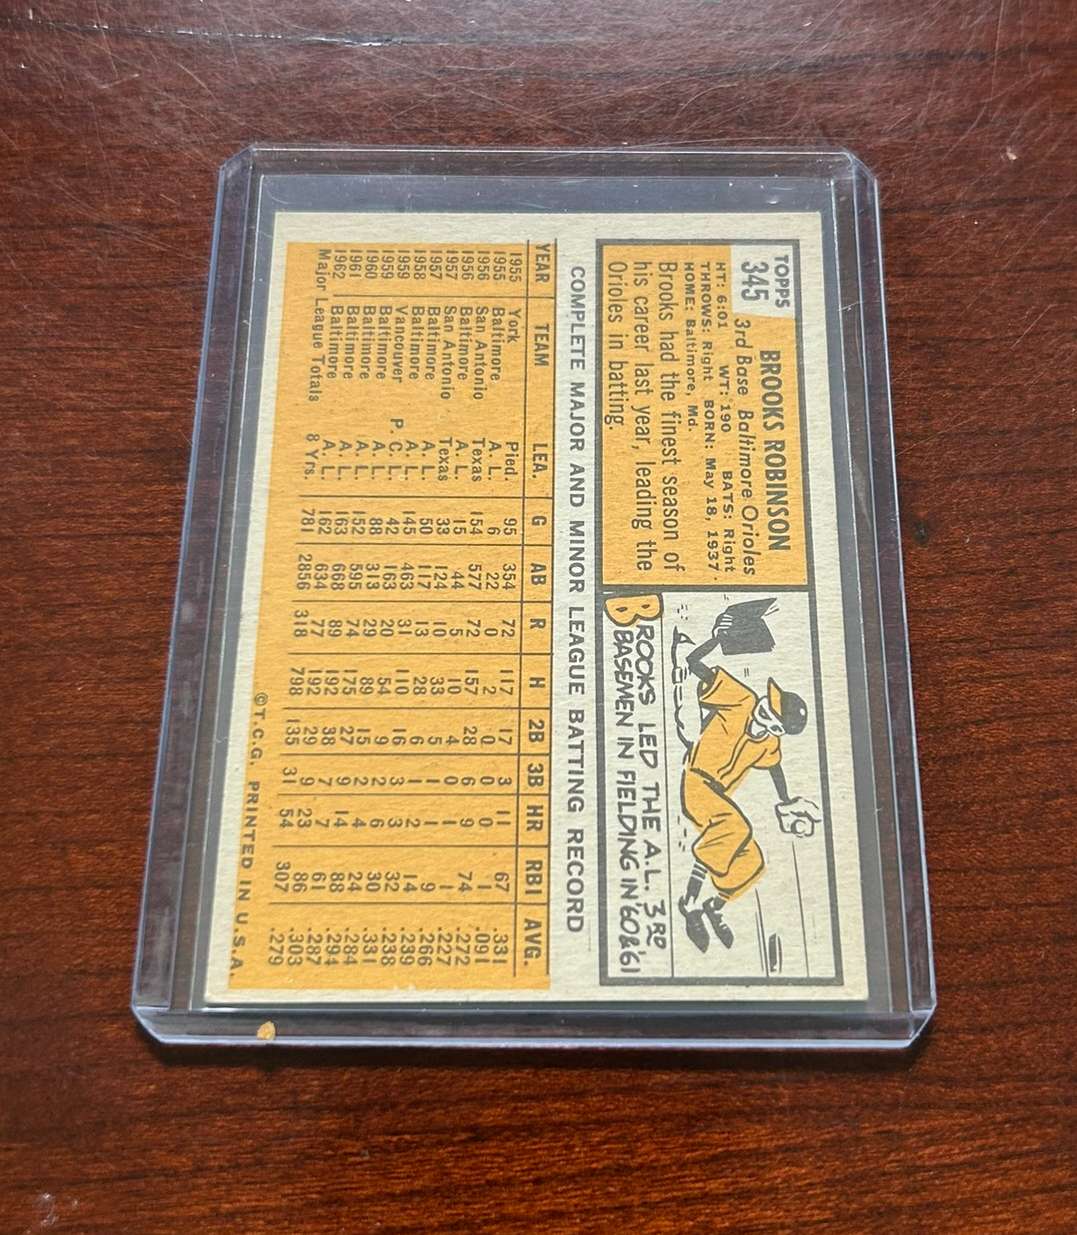 TOPPS
345
BROOKS ROBINSON
3rd Base Baltimore Orioles
HT: 6:01 WT: 190 BATS: Right
THROWS: Right BORN: May 18, 1937
HOME: Baltimore, Md.
Brooks had the finest season of
his career last year, leading the
Orioles in batting.
BROOKS LED THE A.L. 3RD
BASEMEN IN FIELDING IN '60 & '61
COMPLETE MAJOR AND MINOR LEAGUE BATTING RECORD
YEAR TEAM LEA. G AB R H 2B 3B HR RBI AVG.
1955 York Pied. 95 354 72 117 17 3 11 67 .331
1955 Baltimore A. L. 6 22 0 2 0 0 0 1 .091
1956 San Antonio Texas 154 577 72 157 28 6 9 74 .272
1956 Baltimore A. L. 15 44 5 10 4 0 1 1 .227
1957 San Antonio Texas 33 124 10 33 5 1 1 9 .266
1957 Baltimore A. L. 50 117 13 28 6 1 2 14 .239
1958 Baltimore A. L. 145 463 31 110 16 3 3 32 .238
1959 Vancouver P. C. L. 42 163 20 54 9 2 6 30 .331
1959 Baltimore A. L. 88 313 29 89 15 2 4 24 .284
1960 Baltimore A. L. 152 595 74 175 27 9 14 88 .294
1961 Baltimore A. L. 163 668 89 192 38 7 7 61 .287
1962 Baltimore A. L. 162 634 77 192 29 9 23 86 .303
Major League Totals 8 Yrs. 781 2856 318 798 135 31 54 307 .279
©T.C.G. PRINTED IN U.S.A.